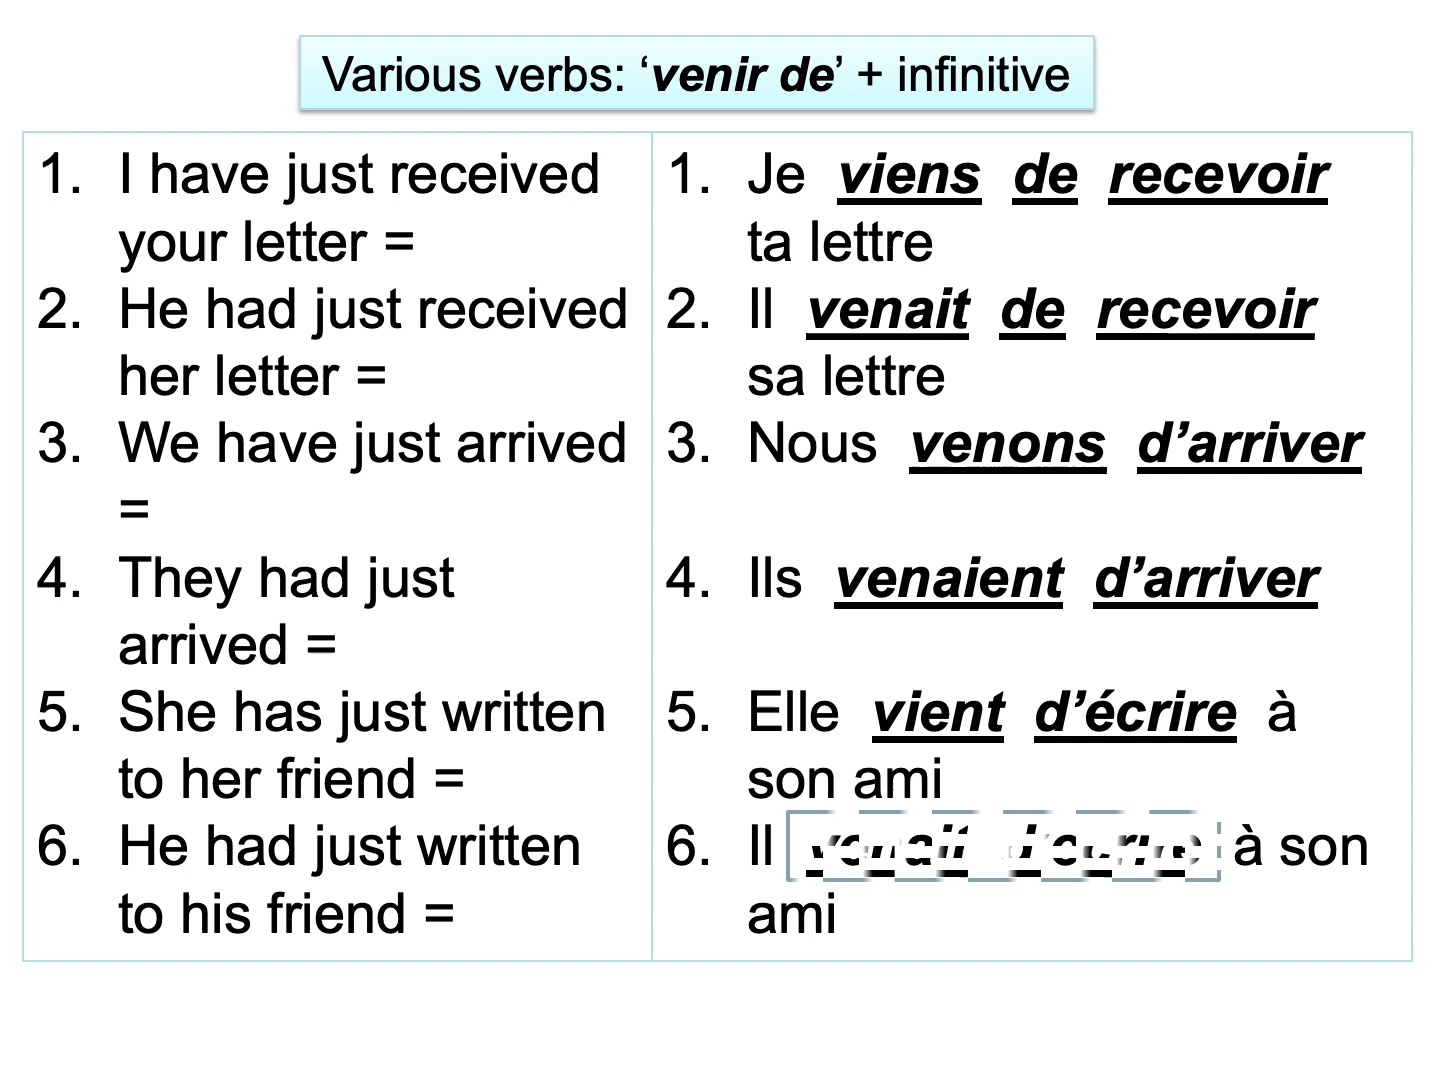 Various verbs: ‘venir de’ + infinitive
1. I have just received
your letter =
2. He had just received
her letter =
3. We have just arrived
=
4. They had just
arrived =
5. She has just written
to her friend =
6. He had just written
to his friend =
1. Je viens de recevoir
ta lettre
2. Il venait de recevoir
sa lettre
3. Nous venons d’arriver
4. Ils venaient d’arriver
5. Elle vient d’écrire à
son ami
6. Il à son
ami